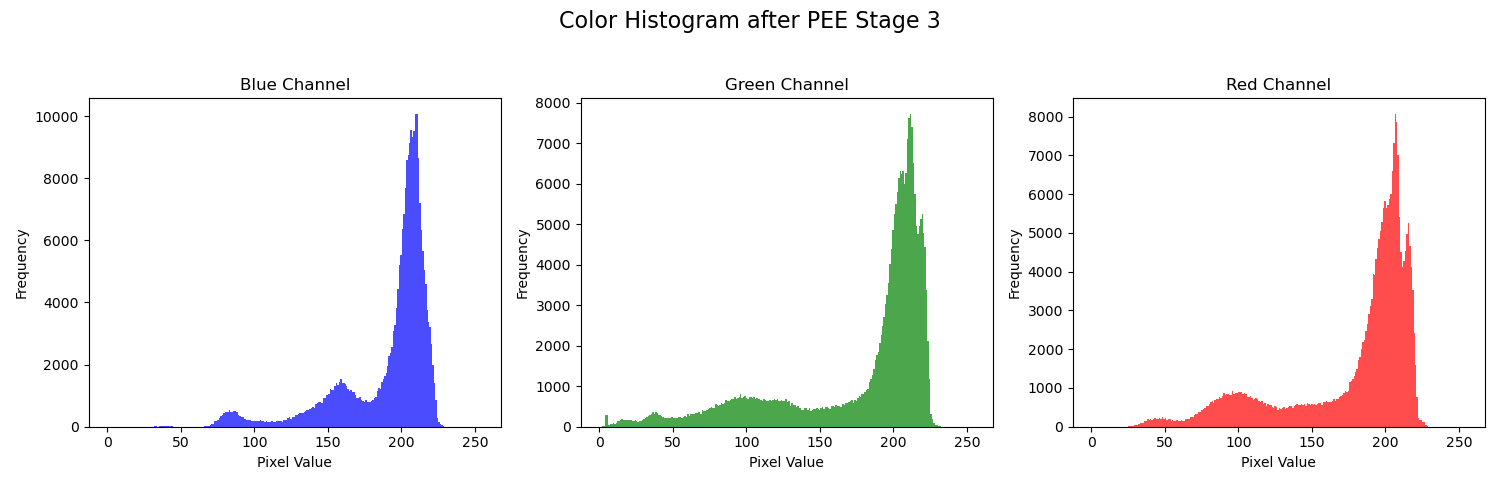 Color Histogram after PEE Stage 3
Blue Channel
Frequency
10000
8000
6000
4000
2000
0
0 50 100 150 200 250
Pixel Value
Green Channel
Frequency
8000
7000
6000
5000
4000
3000
2000
1000
0
0 50 100 150 200 250
Pixel Value
Red Channel
Frequency
8000
7000
6000
5000
4000
3000
2000
1000
0
0 50 100 150 200 250
Pixel Value